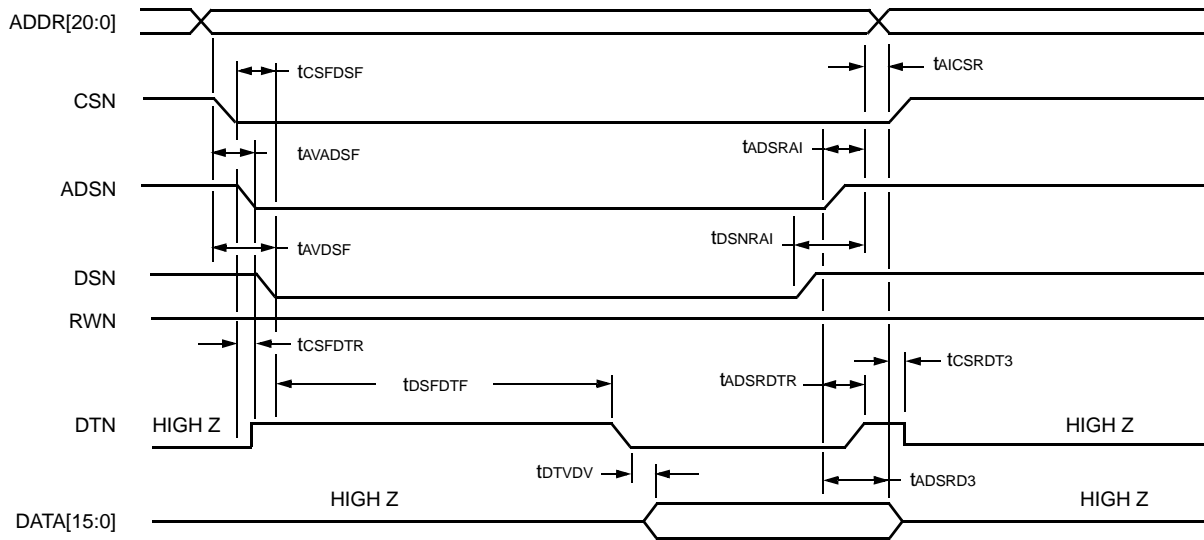 ADDR[20:0]
tAICSR
tCSFDSF
CSN
tAVADSF
tADSRAI
ADSN
tDSNRAI
tAVDSF
DSN
RWN
tCSFDTR
tCSRDT3
tDSFDTF
tADSRDTR
DTN
HIGH Z
HIGH Z
tDTVDV
tADSRD3
HIGH Z
HIGH Z
DATA[15:0]